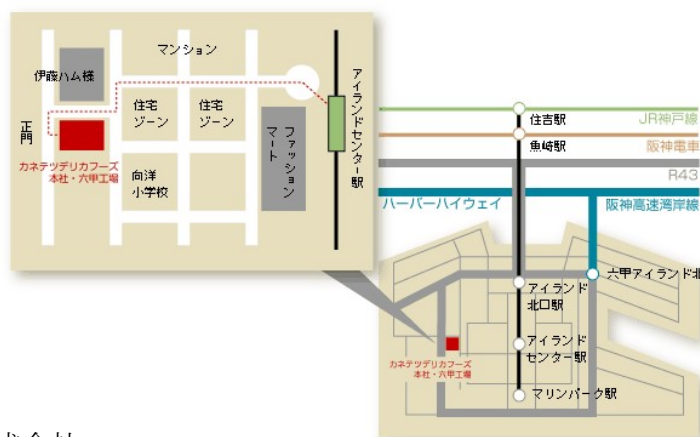 マンション
伊藤ハム様
正門
住宅
ゾーン
住宅
ゾーン
カネテツデリカフーズ
本社・六甲工場
向洋
小学校
ファッション
マート
アイランドセンター駅
住吉駅
JR神戸線
魚崎駅
阪神電車
R43
ハーバーハイウェイ
阪神高速湾岸線
六甲アイランド北
アイランド
北口駅
アイランド
センター駅
カネテツデリカフーズ
本社・六甲工場
マリンパーク駅